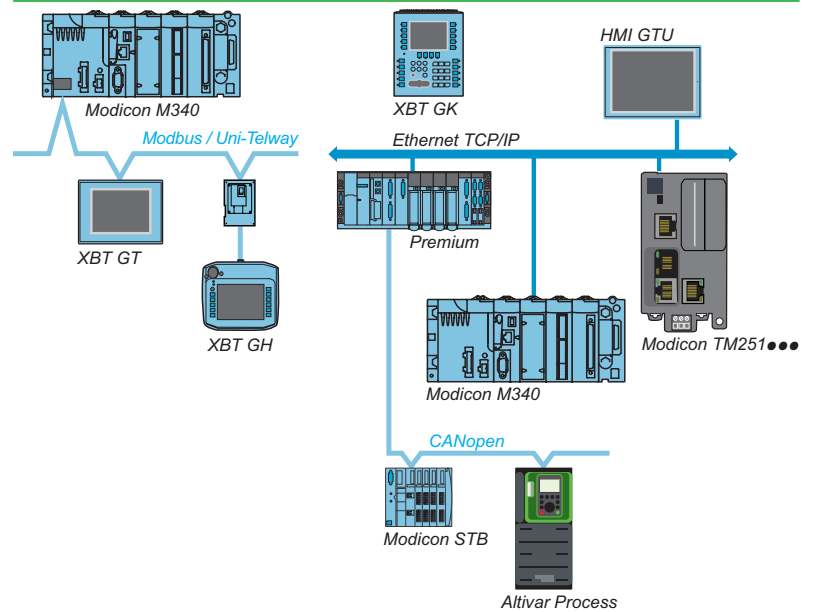 HMI GTU
Modicon M340
XBT GK
Modbus / Uni-Telway
Ethernet TCP/IP
XBT GT
Premium
XBT GH
Modicon TM251●●●
Modicon M340
CANopen
Modicon STB
Altivar Process